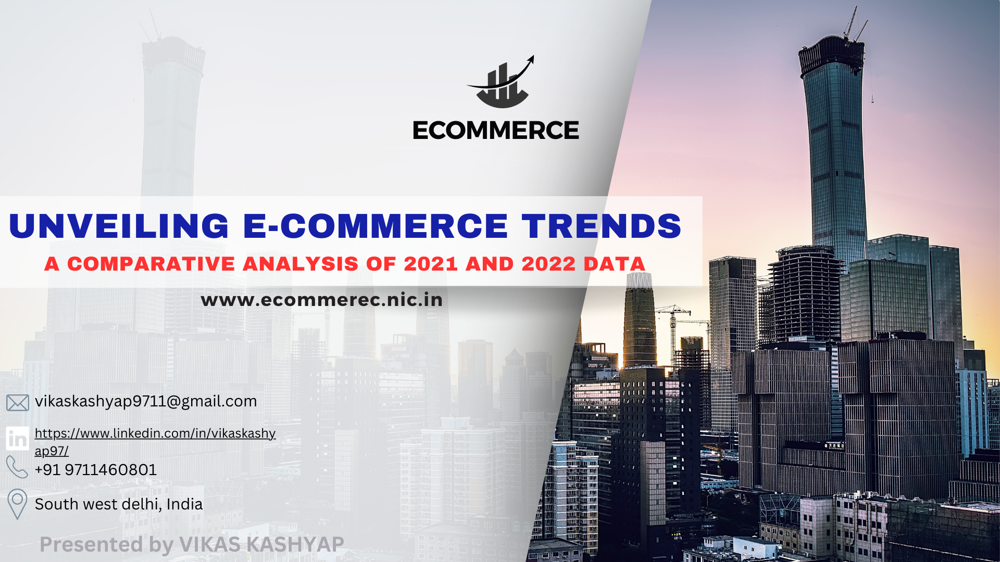 ECOMMERCE
UNVEILING E-COMMERCE TRENDS
A COMPARATIVE ANALYSIS OF 2021 AND 2022 DATA
www.ecommerec.nic.in
vikaskashyap9711@gmail.com
in
https://www.linkedin.com/in/vikaskashy
ap97/
+91 9711460801
South west delhi, India
Presented by VIKAS KASHYAP